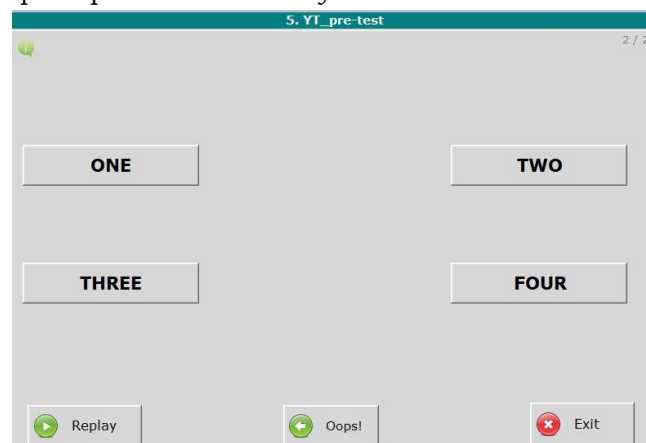 5. YT_pre-test
2 / 2
ONE
TWO
THREE
FOUR
Replay
Oops!
Exit